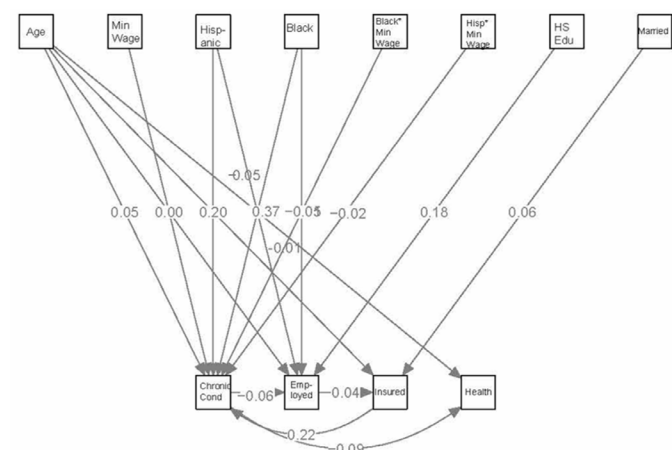 Age
Min
Wage
Hisp-
anic
Black
Black*
Min
Wage
Hisp*
Min
Wage
HS
Edu
Married
−0.05
0.05
0.00
0.20
0.37
−0.02
0.18
0.06
−0.01
Chronic
Cond
−0.06
Emp-
loyed
−0.04
Insured
Health
0.22
−0.09